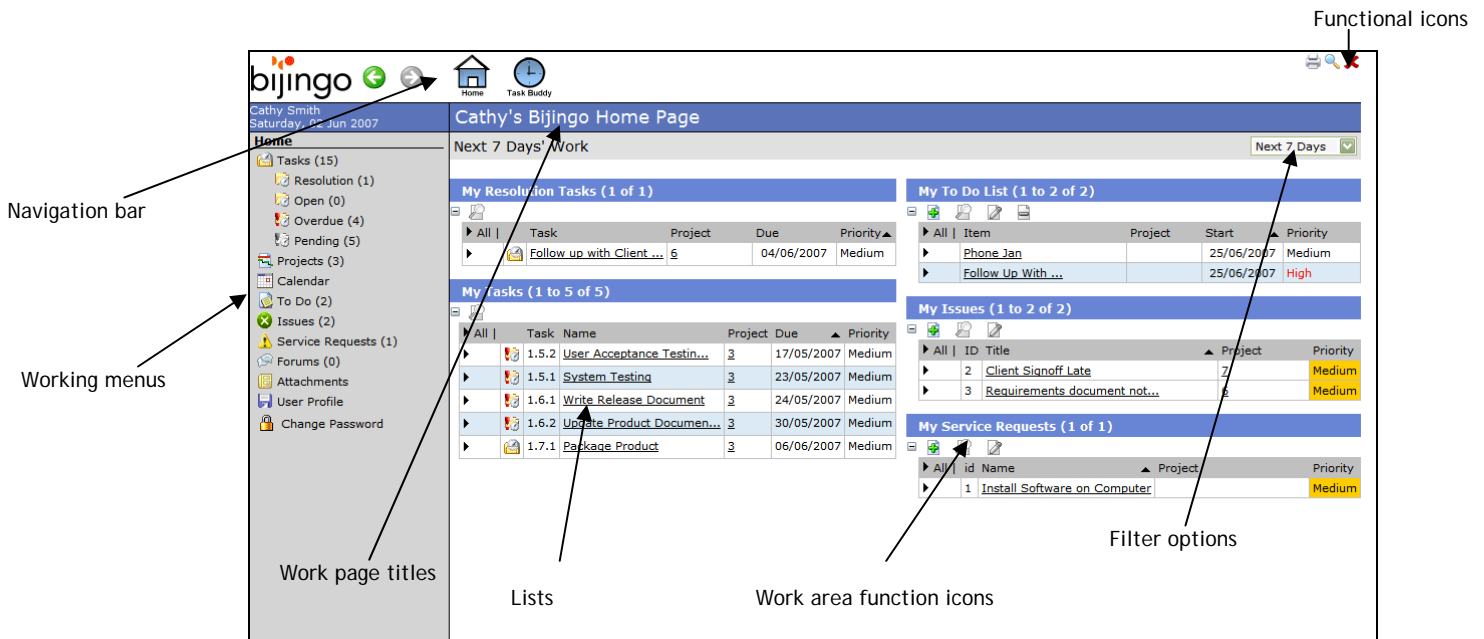 Functional icons
bijingo
Home
Task Buddy
Cathy Smith
Saturday, 02 Jun 2007
Cathy's Bijingo Home Page
Home
Next 7 Days' Work
Next 7 Days
Tasks (15)
Resolution (1)
Open (0)
Overdue (4)
Pending (5)
Projects (3)
Calendar
To Do (2)
Issues (2)
Service Requests (1)
Forums (0)
Attachments
User Profile
Change Password
Navigation bar
Working menus
My Resolution Tasks (1 of 1)
All | Task Project Due Priority
Follow up with Client ... 6 04/06/2007 Medium
My Tasks (1 to 5 of 5)
All | Task Name Project Due Priority
1.5.2 User Acceptance Testin... 3 17/05/2007 Medium
1.5.1 System Testing 3 23/05/2007 Medium
1.6.1 Write Release Document 3 24/05/2007 Medium
1.6.2 Update Product Documen... 3 30/05/2007 Medium
1.7.1 Package Product 3 06/06/2007 Medium
My To Do List (1 to 2 of 2)
All | Item Project Start Priority
Phone Jan 25/06/2007 Medium
Follow Up With ... 25/06/2007 High
My Issues (1 to 2 of 2)
All | ID Title Project Priority
2 Client Signoff Late 7 Medium
3 Requirements document not... 6 Medium
My Service Requests (1 of 1)
All | id Name Project Priority
1 Install Software on Computer Medium
Filter options
Work page titles
Lists
Work area function icons